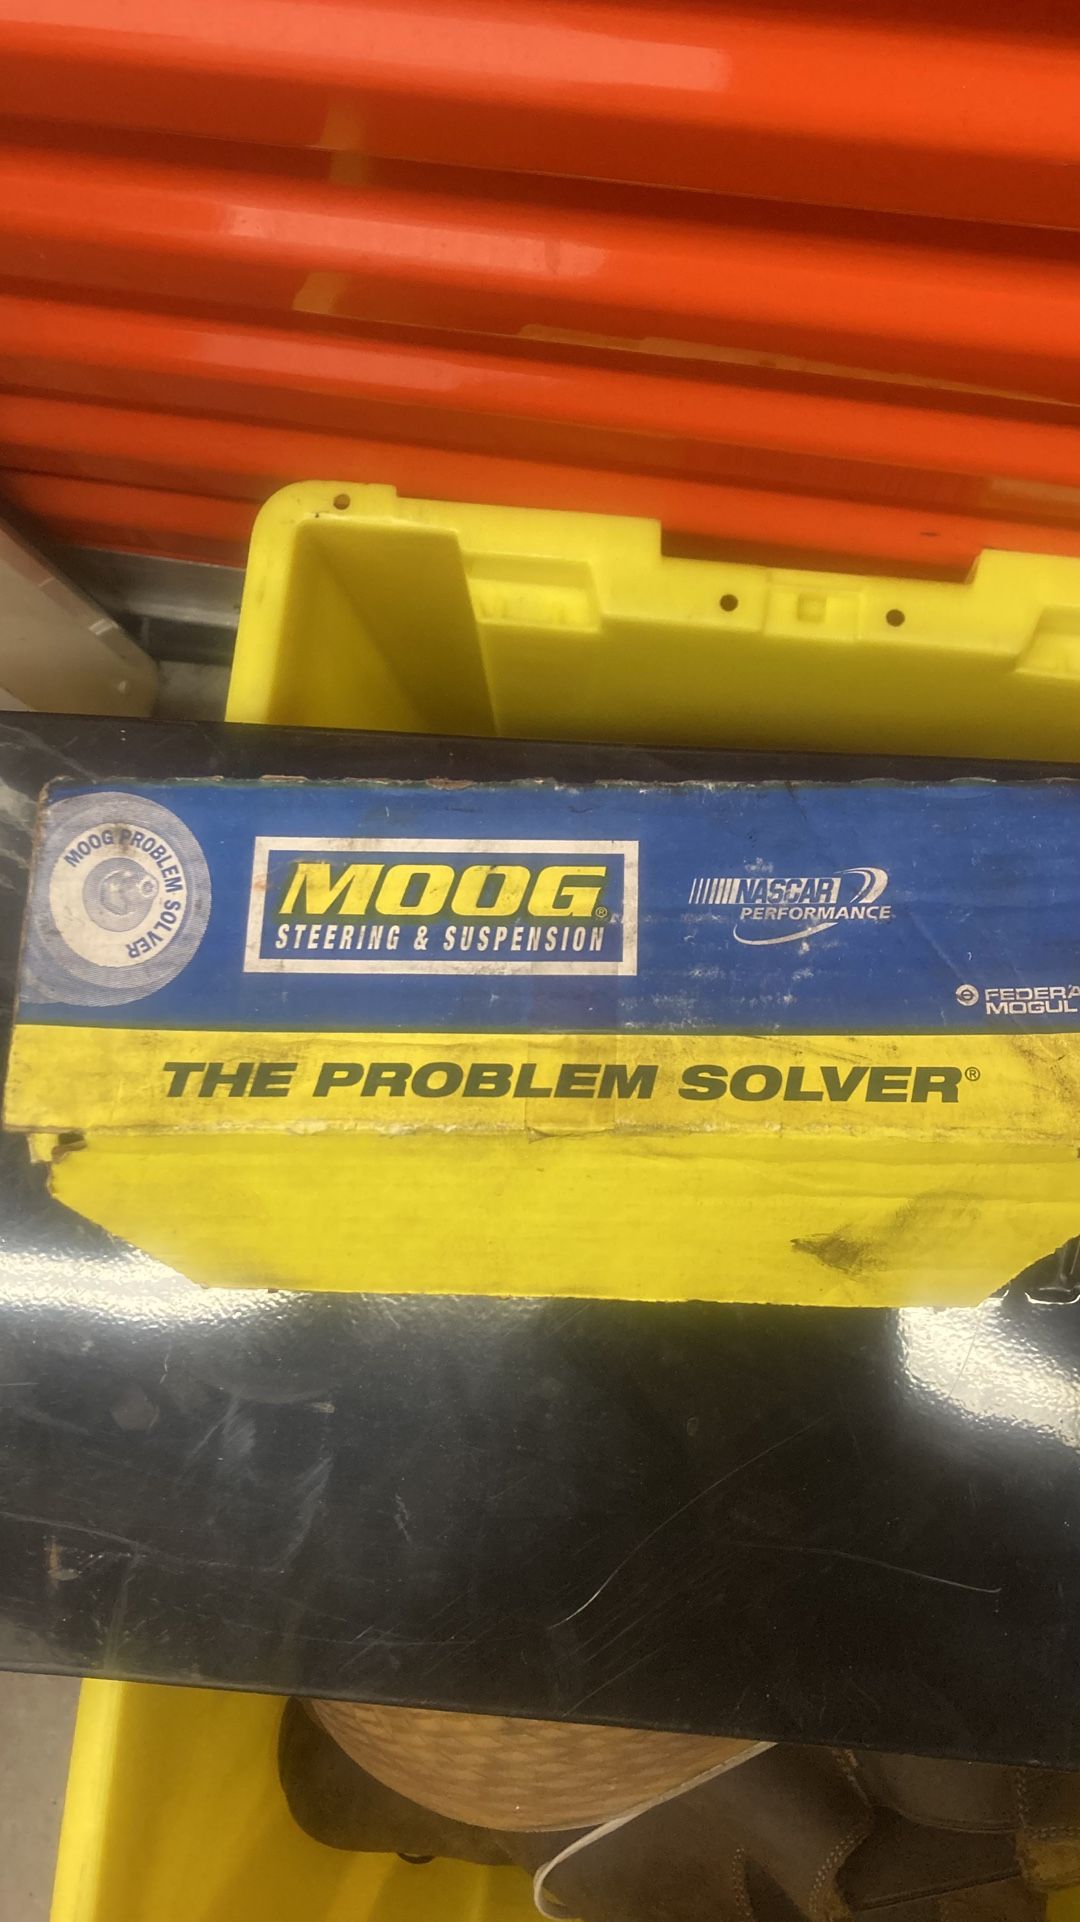 MOOG PROBLEM SOLVER
MOOG®
STEERING & SUSPENSION
NASCAR
PERFORMANCE
FEDERA
MOGUL
THE PROBLEM SOLVER®